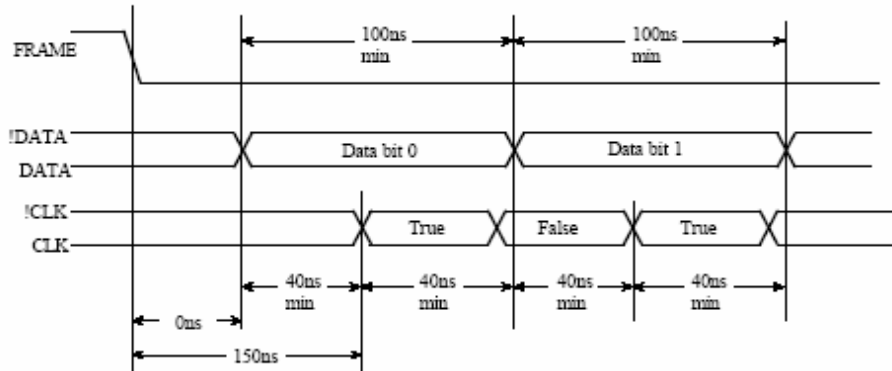 100ns
min
100ns
min
FRAME
!DATA
DATA
Data bit 0
Data bit 1
!CLK
CLK
True
False
True
40ns
min
40ns
min
40ns
min
40ns
min
0ns
150ns